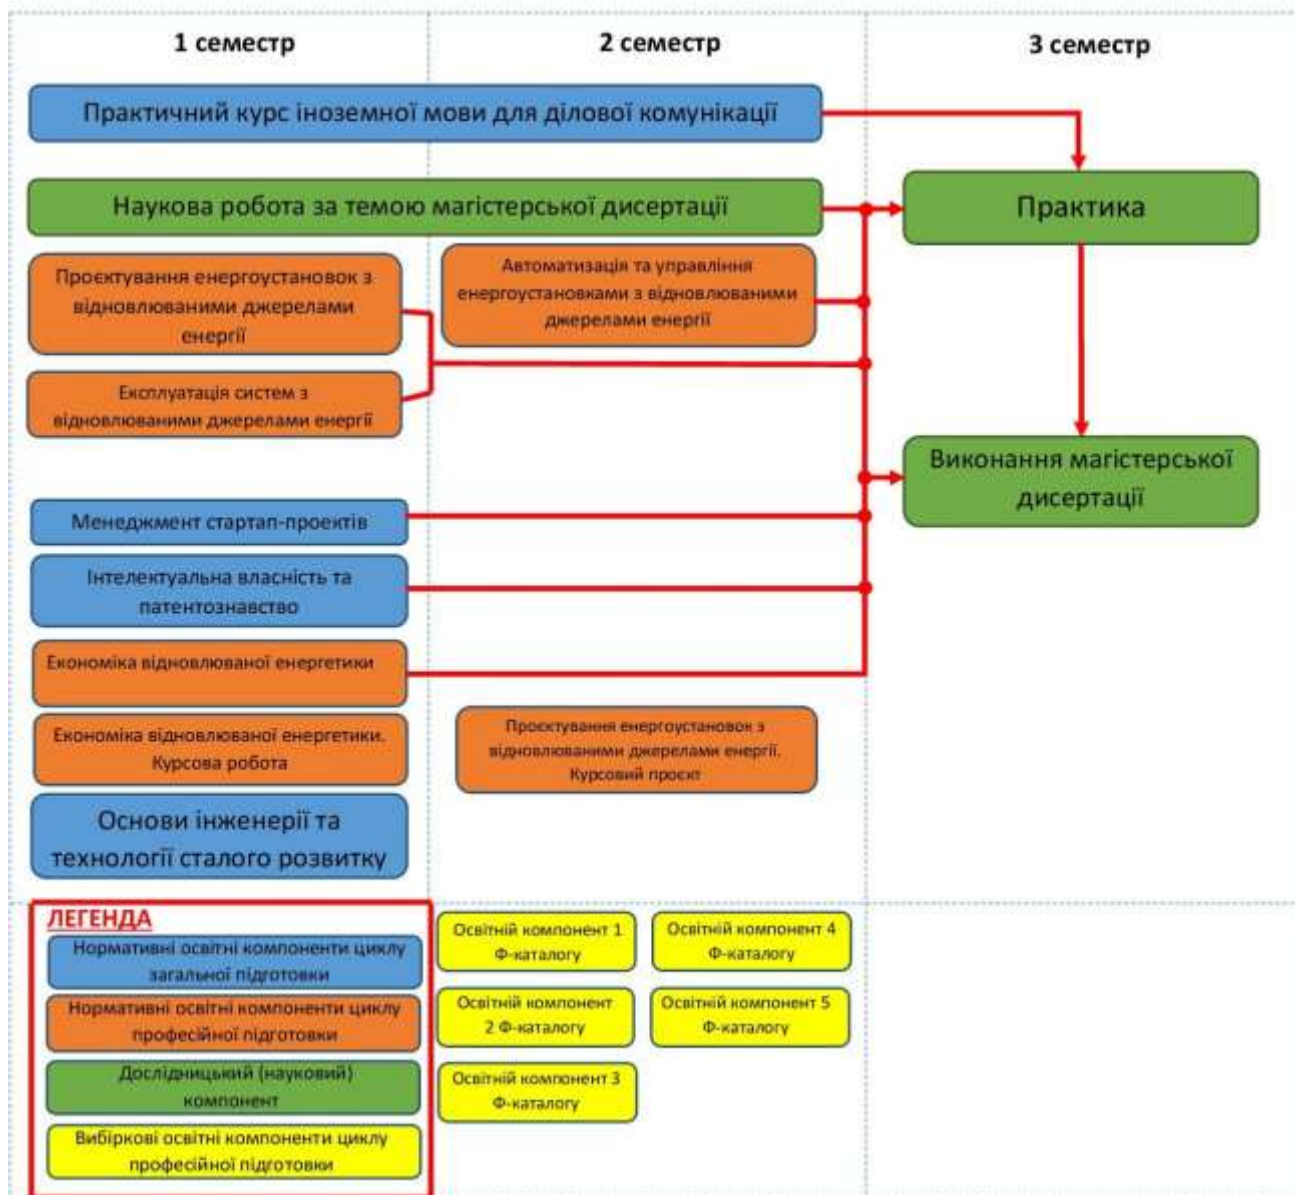 1 семестр
2 семестр
3 семестр
Практичний курс іноземної мови для ділової комунікації
Наукова робота за темою магістерської дисертації
Практика
Проєктування енергоустановок з
відновлюваними джерелами
енергії
Автоматизація та управління
енергоустановками з відновлюваними
джерелами енергії
Експлуатація систем з
відновлюваними джерелами енергії
Виконання магістерської
дисертації
Менеджмент стартап-проектів
Інтелектуальна власність та
патентознавство
Економіка відновлюваної енергетики
Економіка відновлюваної енергетики.
Курсова робота
Проєктування енергоустановок з
відновлюваними джерелами енергії.
Курсовий проєкт
Основи інженерії та
технології сталого розвитку
ЛЕГЕНДА
Нормативні освітні компоненти циклу
загальної підготовки
Нормативні освітні компоненти циклу
професійної підготовки
Дослідницький (науковий)
компонент
Вибіркові освітні компоненти циклу
професійної підготовки
Освітній компонент 1
Ф-каталогу
Освітній компонент 4
Ф-каталогу
Освітній компонент
2 Ф-каталогу
Освітній компонент 5
Ф-каталогу
Освітній компонент 3
Ф-каталогу